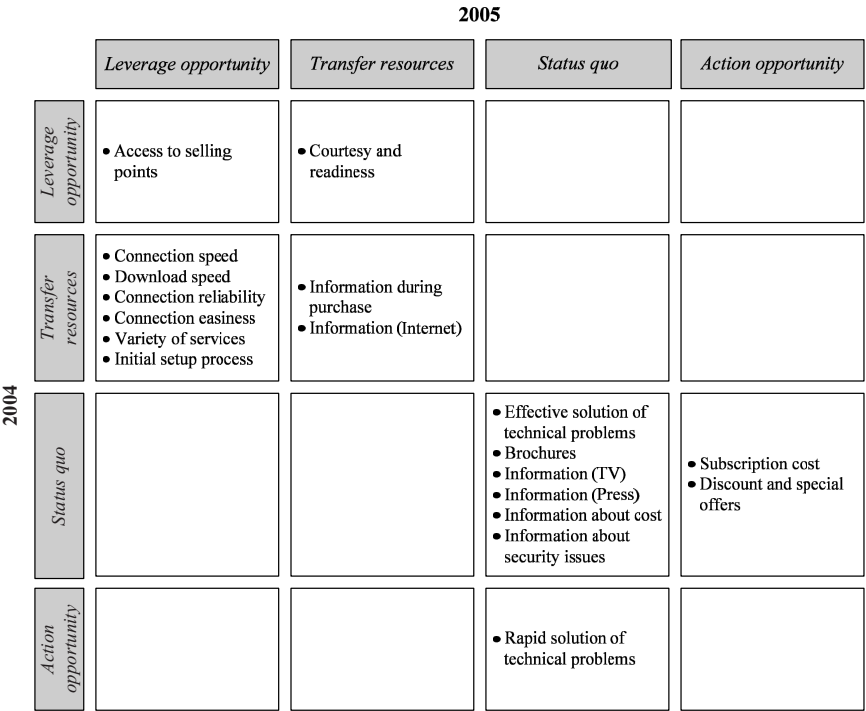 2005
Leverage opportunity
Transfer resources
Status quo
Action opportunity
2004
Leverage
opportunity
• Access to selling
points
• Courtesy and
readiness
Transfer
resources
• Connection speed
• Download speed
• Connection reliability
• Connection easiness
• Variety of services
• Initial setup process
• Information during
purchase
• Information (Internet)
Status quo
• Effective solution of
technical problems
• Brochures
• Information (TV)
• Information (Press)
• Information about cost
• Information about
security issues
• Subscription cost
• Discount and special
offers
Action
opportunity
• Rapid solution of
technical problems